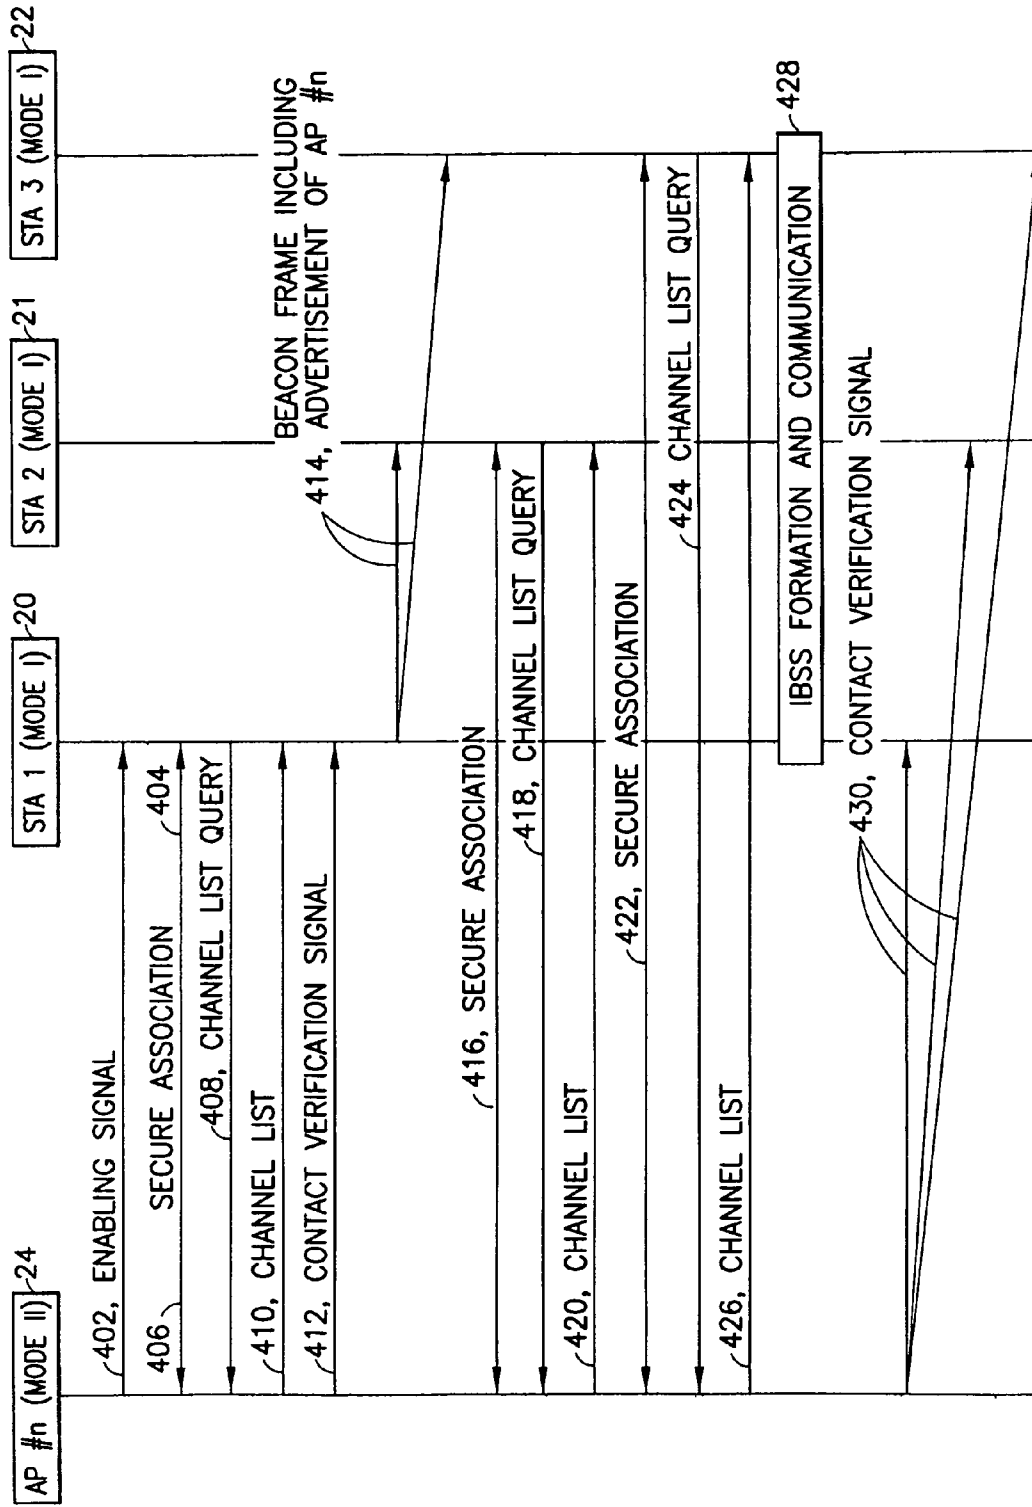 AP #n (MODE II) 24
STA 1 (MODE I) 20
STA 2 (MODE I) 21
STA 3 (MODE I) 22
402, ENABLING SIGNAL
406
SECURE ASSOCIATION
404
408, CHANNEL LIST QUERY
410, CHANNEL LIST
412, CONTACT VERIFICATION SIGNAL
414, BEACON FRAME INCLUDING
ADVERTISEMENT OF AP #n
416, SECURE ASSOCIATION
418, CHANNEL LIST QUERY
420, CHANNEL LIST
422, SECURE ASSOCIATION
424 CHANNEL LIST QUERY
426, CHANNEL LIST
IBSS FORMATION AND COMMUNICATION
428
430, CONTACT VERIFICATION SIGNAL